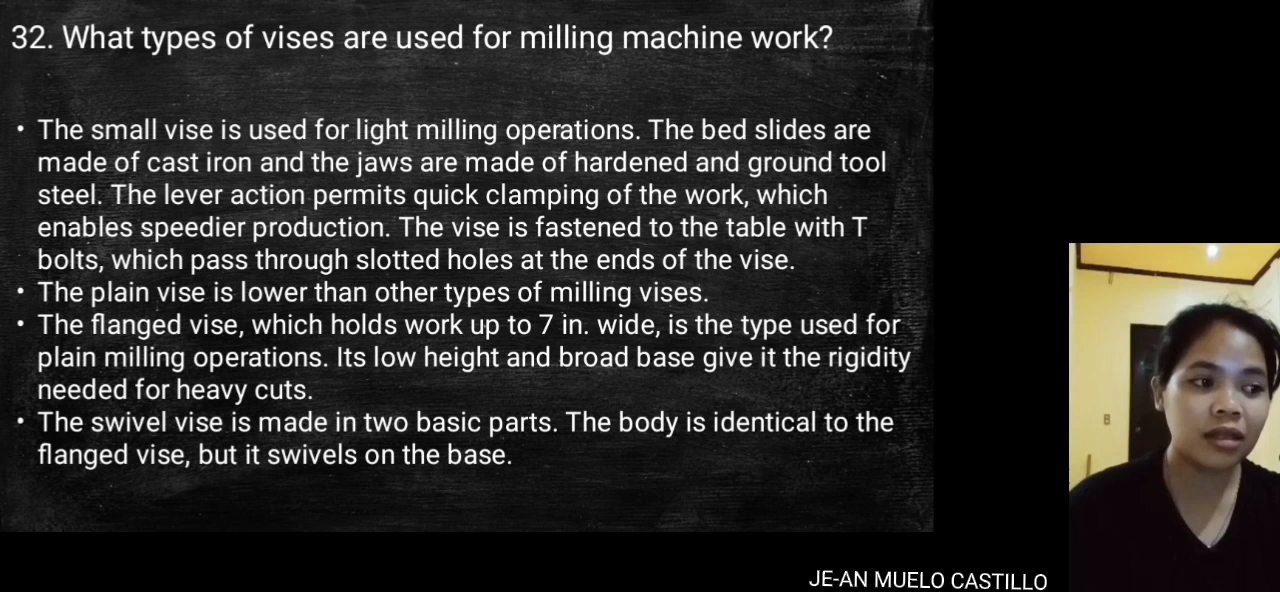 32. What types of vises are used for milling machine work?
• The small vise is used for light milling operations. The bed slides are
made of cast iron and the jaws are made of hardened and ground tool
steel. The lever action permits quick clamping of the work, which
enables speedier production. The vise is fastened to the table with T
bolts, which pass through slotted holes at the ends of the vise.
• The plain vise is lower than other types of milling vises.
• The flanged vise, which holds work up to 7 in. wide, is the type used for
plain milling operations. Its low height and broad base give it the rigidity
needed for heavy cuts.
• The swivel vise is made in two basic parts. The body is identical to the
flanged vise, but it swivels on the base.
JE-AN MUELO CASTILLO